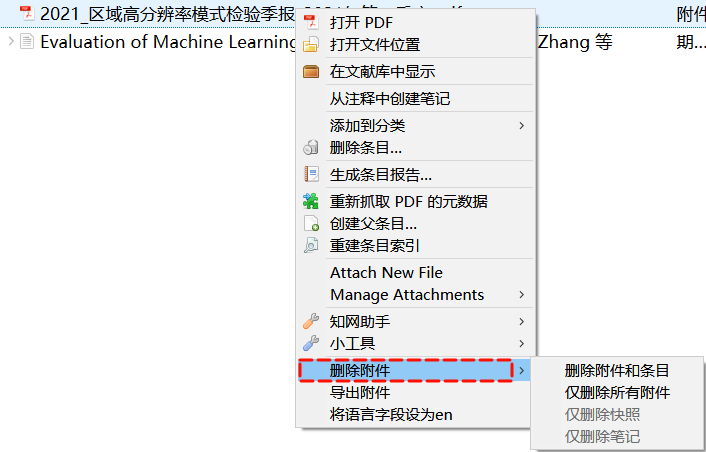 2021_区域高分辨率模式检验季报
附件
Evaluation of Machine Learning
Zhang 等
期...
打开 PDF
打开文件位置
在文献库中显示
从注释中创建笔记
添加到分类
删除条目...
生成条目报告...
重新抓取 PDF 的元数据
创建父条目...
重建条目索引
Attach New File
Manage Attachments
知网助手
小工具
删除附件
导出附件
将语言字段设为en
删除附件和条目
仅删除所有附件
仅删除快照
仅删除笔记